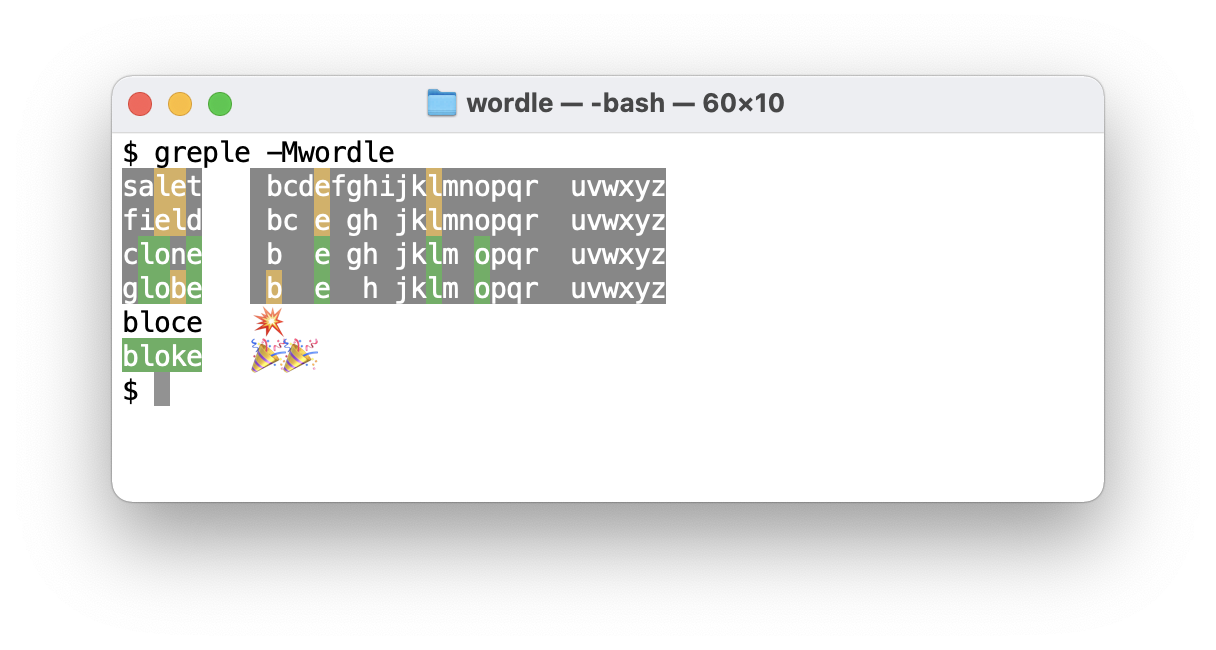 wordle — -bash — 60×10
$ greple -Mwordle
salet    bcdefghijklmnopqr  uvwxyz
field    bc e gh jklmnopqr  uvwxyz
clone    b  e gh jklm opqr  uvwxyz
globe    b  e  h jklm opqr  uvwxyz
bloce   💥
bloke   🎉🎉
$